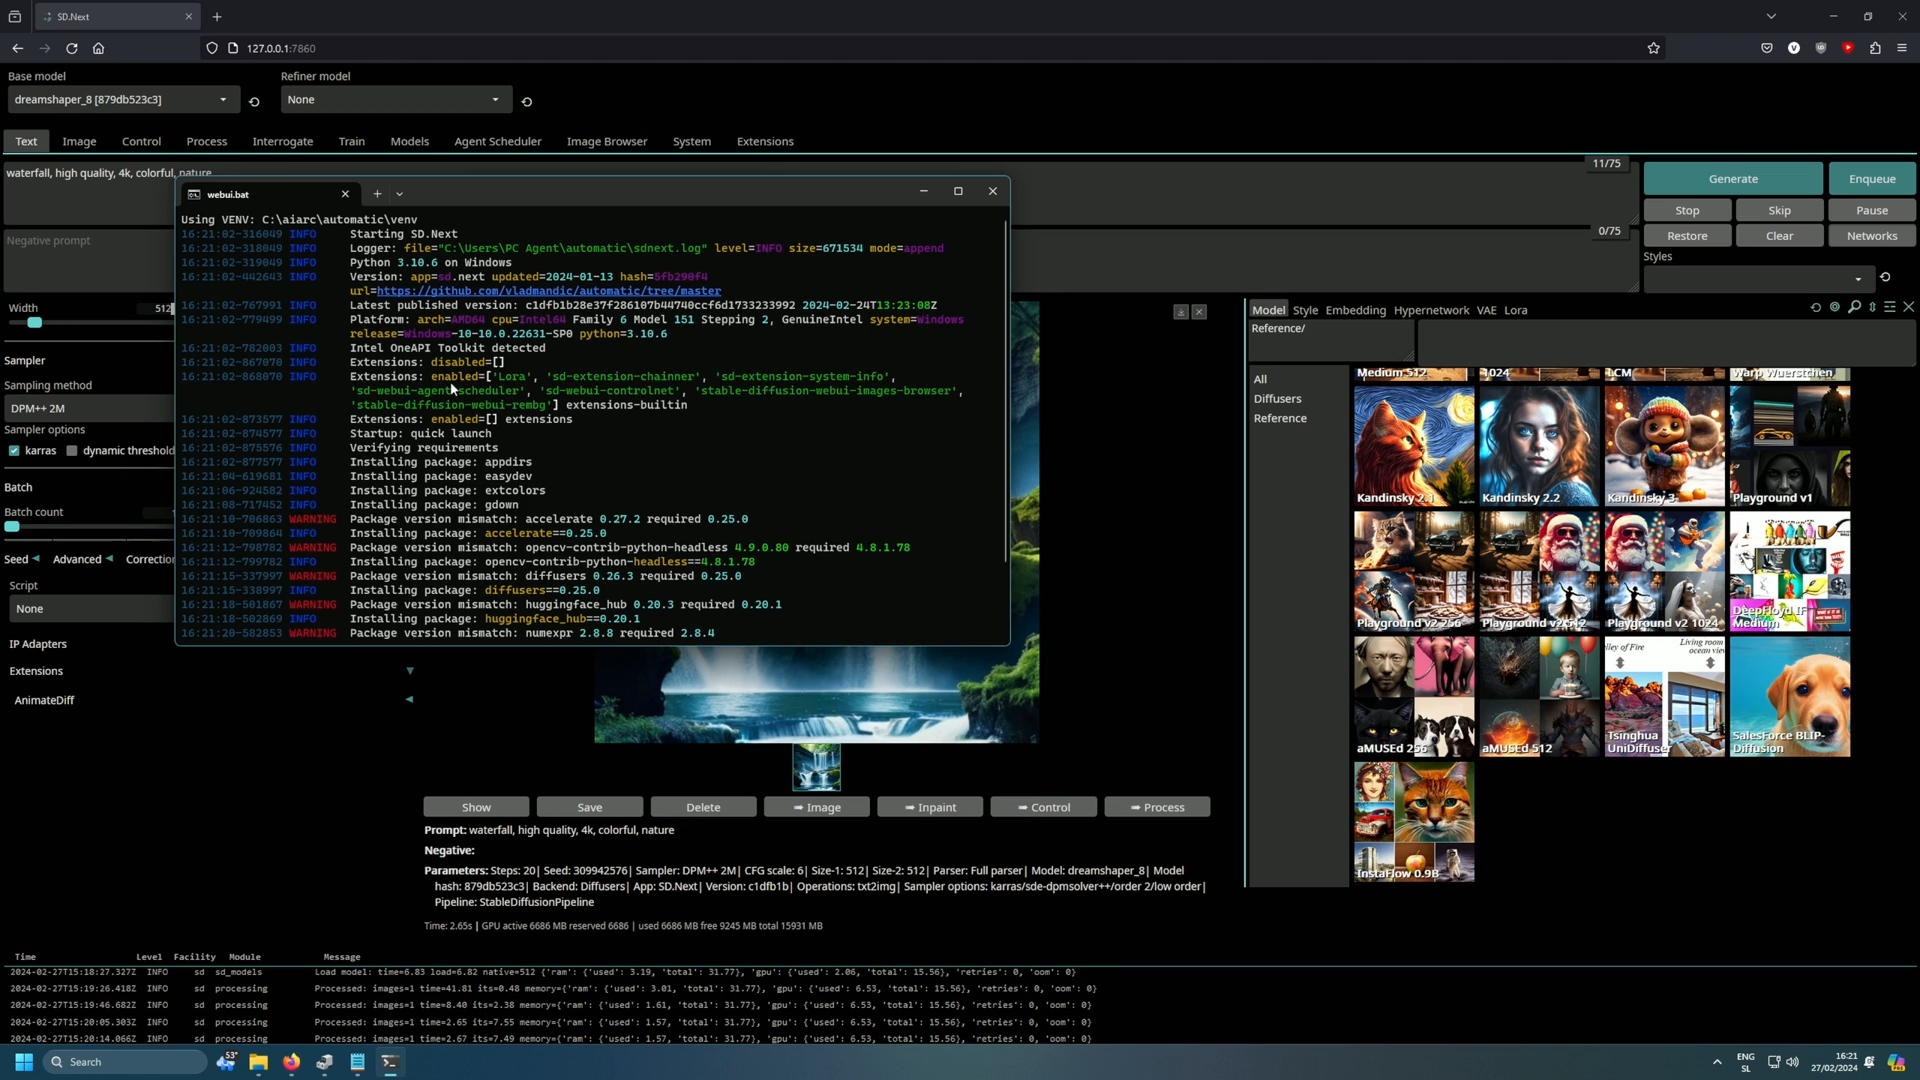 SD.Next
127.0.0.1:7860
Base model
Refiner model
dreamshaper_8 [879db523c3]
None
Text
Image
Control
Process
Interrogate
Train
Models
Agent Scheduler
Image Browser
System
Extensions
11/75
waterfall, high quality, 4k, colorful, nature
Generate
Enqueue
Stop
Skip
Pause
Negative prompt
0/75
Restore
Clear
Networks
Styles
Width
512
Sampler
Sampling method
DPM++ 2M
Sampler options
karras
dynamic threshold
Batch
Batch count
Seed
Advanced
Correction
Script
None
IP Adapters
Extensions
AnimateDiff
webui.bat
Using VENV: C:\aiarc\automatic\venv
16:21:02-316049 INFO Starting SD.Next
16:21:02-318049 INFO Logger: file="C:\Users\PC Agent\automatic\sdnext.log" level=INFO size=671534 mode=append
16:21:02-319049 INFO Python 3.10.6 on Windows
16:21:02-442643 INFO Version: app=sd.next updated=2024-01-13 hash=5fb290f4
url=https://github.com/vladmandic/automatic/tree/master
16:21:02-767991 INFO Latest published version: c1dfb1b28e37f286107b44740ccf6d1733233992 2024-02-24T13:23:08Z
16:21:02-779499 INFO Platform: arch=AMD64 cpu=Intel64 Family 6 Model 151 Stepping 2, GenuineIntel system=Windows
release=Windows-10-10.0.22631-SP0 python=3.10.6
16:21:02-782003 INFO Intel OneAPI Toolkit detected
16:21:02-867070 INFO Extensions: disabled=[]
16:21:02-868070 INFO Extensions: enabled=['Lora', 'sd-extension-chainner', 'sd-extension-system-info',
'sd-webui-agent-scheduler', 'sd-webui-controlnet', 'stable-diffusion-webui-images-browser',
'stable-diffusion-webui-rembg'] extensions-builtin
16:21:02-873577 INFO Extensions: enabled=[] extensions
16:21:02-874577 INFO Startup: quick launch
16:21:02-875576 INFO Verifying requirements
16:21:02-877577 INFO Installing package: appdirs
16:21:04-619681 INFO Installing package: easydev
16:21:06-924582 INFO Installing package: extcolors
16:21:08-717452 INFO Installing package: gdown
16:21:10-706863 WARNING Package version mismatch: accelerate 0.27.2 required 0.25.0
16:21:10-709864 INFO Installing package: accelerate==0.25.0
16:21:12-798782 WARNING Package version mismatch: opencv-contrib-python-headless 4.9.0.80 required 4.8.1.78
16:21:12-799782 INFO Installing package: opencv-contrib-python-headless==4.8.1.78
16:21:15-337997 WARNING Package version mismatch: diffusers 0.26.3 required 0.25.0
16:21:15-338997 INFO Installing package: diffusers==0.25.0
16:21:18-501867 WARNING Package version mismatch: huggingface_hub 0.20.3 required 0.20.1
16:21:18-502869 INFO Installing package: huggingface_hub==0.20.1
16:21:20-582853 WARNING Package version mismatch: numexpr 2.8.8 required 2.8.4
Model
Style
Embedding
Hypernetwork
VAE
Lora
Reference/
All
Diffusers
Reference
Medium 512
1024
LCM
Warp Wuerstchen
Kandinsky 2.1
Kandinsky 2.2
Kandinsky 3
Playground v1
Playground v2 256
Playground v2 512
Playground v2 1024
DeepFloyd IF
Medium
lley of Fire
Living room
ocean view
aMUSEd 256
aMUSEd 512
Tsinghua
UniDiffuser
SalesForce BLIP-
Diffusion
InstaFlow 0.9B
Show
Save
Delete
➠ Image
➠ Inpaint
➠ Control
➠ Process
Prompt: waterfall, high quality, 4k, colorful, nature
Negative:
Parameters: Steps: 20| Seed: 309942576| Sampler: DPM++ 2M| CFG scale: 6| Size-1: 512| Size-2: 512| Parser: Full parser| Model: dreamshaper_8| Model
hash: 879db523c3| Backend: Diffusers| App: SD.Next| Version: c1dfb1b| Operations: txt2img| Sampler options: karras/sde-dpmsolver++/order 2/low order|
Pipeline: StableDiffusionPipeline
Time: 2.65s | GPU active 6686 MB reserved 6686 | used 6686 MB free 9245 MB total 15931 MB
Time Level Facility Module Message
2024-02-27T15:18:27.327Z INFO sd sd_models Load model: time=6.83 load=6.82 native=512 {'ram': {'used': 3.19, 'total': 31.77}, 'gpu': {'used': 2.06, 'total': 15.56}, 'retries': 0, 'oom': 0}
2024-02-27T15:19:26.418Z INFO sd processing Processed: images=1 time=41.81 its=0.48 memory={'ram': {'used': 3.01, 'total': 31.77}, 'gpu': {'used': 6.53, 'total': 15.56}, 'retries': 0, 'oom': 0}
2024-02-27T15:19:46.682Z INFO sd processing Processed: images=1 time=8.40 its=2.38 memory={'ram': {'used': 1.61, 'total': 31.77}, 'gpu': {'used': 6.53, 'total': 15.56}, 'retries': 0, 'oom': 0}
2024-02-27T15:20:05.303Z INFO sd processing Processed: images=1 time=2.65 its=7.55 memory={'ram': {'used': 1.57, 'total': 31.77}, 'gpu': {'used': 6.53, 'total': 15.56}, 'retries': 0, 'oom': 0}
2024-02-27T15:20:14.066Z INFO sd processing Processed: images=1 time=2.67 its=7.49 memory={'ram': {'used': 1.57, 'total': 31.77}, 'gpu': {'used': 6.53, 'total': 15.56}, 'retries': 0, 'oom': 0}
Search
53°
ENG
SL
16:21
27/02/2024